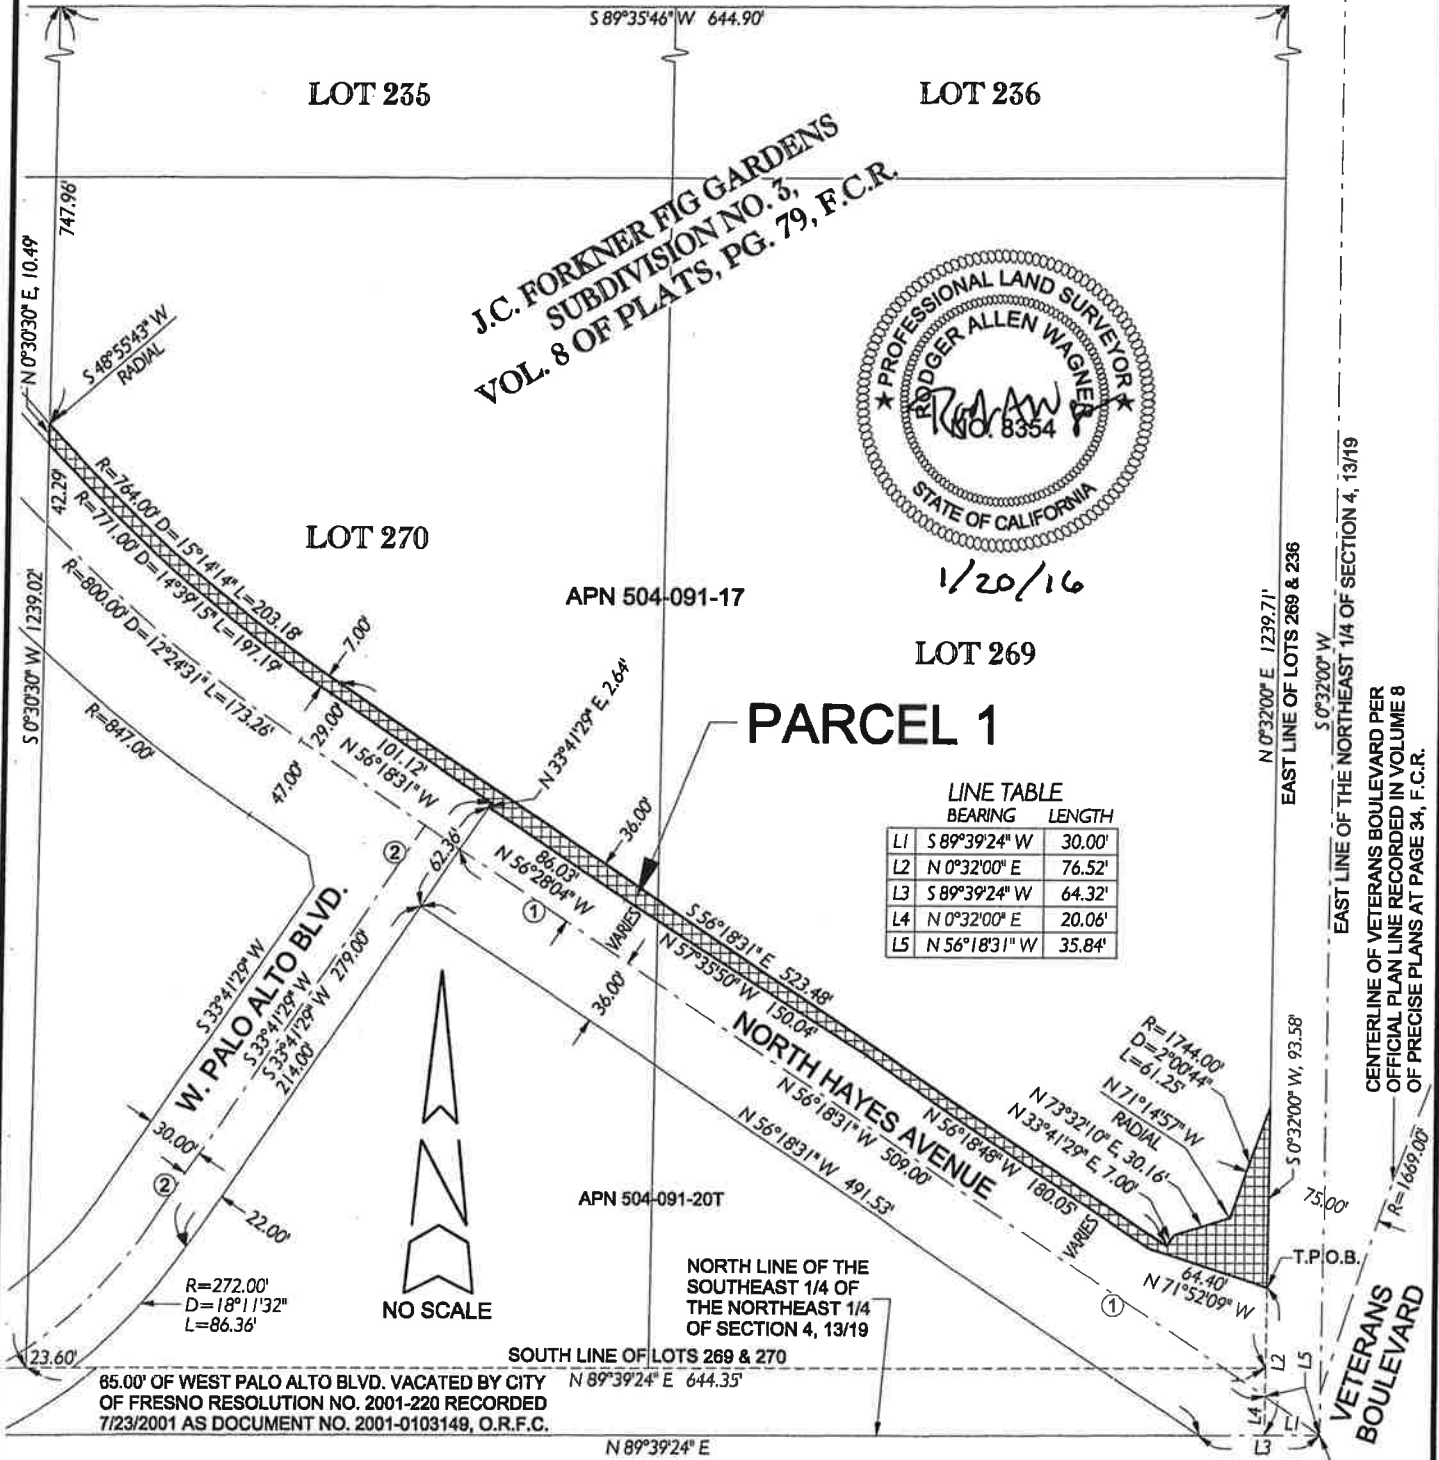 S 89°35'46" W 644.90'
LOT 235
LOT 236
J.C. FORKNER FIG GARDENS
SUBDIVISION NO. 3,
VOL. 8 OF PLATS, PG. 79, F.C.R.
747.96'
N 0°30'30" E, 10.49'
S 48°55'43" W
RADIAL
PROFESSIONAL LAND SURVEYOR
RODGER ALLEN WAGNER
NO. 8354
STATE OF CALIFORNIA
1/20/16
42.29'
R=764.00' D=15°14'14" L=203.18'
R=771.00' D=14°39'15" L=197.19'
R=800.00' D=12°24'31" L=173.26'
R=847.00'
S 0°30'30" W 1239.02'
LOT 270
APN 504-091-17
LOT 269
PARCEL 1
7.00'
29.00'
47.00'
101.12'
N 56°18'31" W
N 33°41'29" E, 2.64'
62.36'
36.00'
86.03'
N 56°28'04" W
1
2
VARIES
36.00'
S 56°18'31" E 523.48'
N 57°35'50" W 150.04'
NORTH HAYES AVENUE
N 56°18'31" W 509.00'
N 56°18'48" W 180.05'
N 56°18'31" W 491.53'
LINE TABLE
BEARING LENGTH
L1 S 89°39'24" W 30.00'
L2 N 0°32'00" E 76.52'
L3 S 89°39'24" W 64.32'
L4 N 0°32'00" E 20.06'
L5 N 56°18'31" W 35.84'
N 0°32'00" E 1239.71'
EAST LINE OF LOTS 269 & 236
S 0°32'00" W
EAST LINE OF THE NORTHEAST 1/4 OF SECTION 4, 13/19
CENTERLINE OF VETERANS BOULEVARD PER
OFFICIAL PLAN LINE RECORDED IN VOLUME 8
OF PRECISE PLANS AT PAGE 34, F.C.R.
R=1744.00'
D=2°00'44"
L=61.25'
N 71°14'57" W
RADIAL
N 73°32'10" E, 30.16'
N 33°41'29" E, 7.00'
S 0°32'00" W, 93.58'
75.00'
R=1669.00'
T.P.O.B.
VARIES
64.40'
N 71°52'09" W
1
L2
L5
L4
L1
L3
VETERANS
BOULEVARD
W. PALO ALTO BLVD.
S 33°41'29" W
S 33°41'29" W 279.00'
S 33°41'29" W
214.00'
30.00'
2
22.00'
R=272.00'
D=18°11'32"
L=86.36'
N
NO SCALE
APN 504-091-20T
NORTH LINE OF THE
SOUTHEAST 1/4 OF
THE NORTHEAST 1/4
OF SECTION 4, 13/19
23.60'
SOUTH LINE OF LOTS 269 & 270
N 89°39'24" E 644.35'
65.00' OF WEST PALO ALTO BLVD. VACATED BY CITY
OF FRESNO RESOLUTION NO. 2001-220 RECORDED
7/23/2001 AS DOCUMENT NO. 2001-0103149, O.R.F.C.
N 89°39'24" E